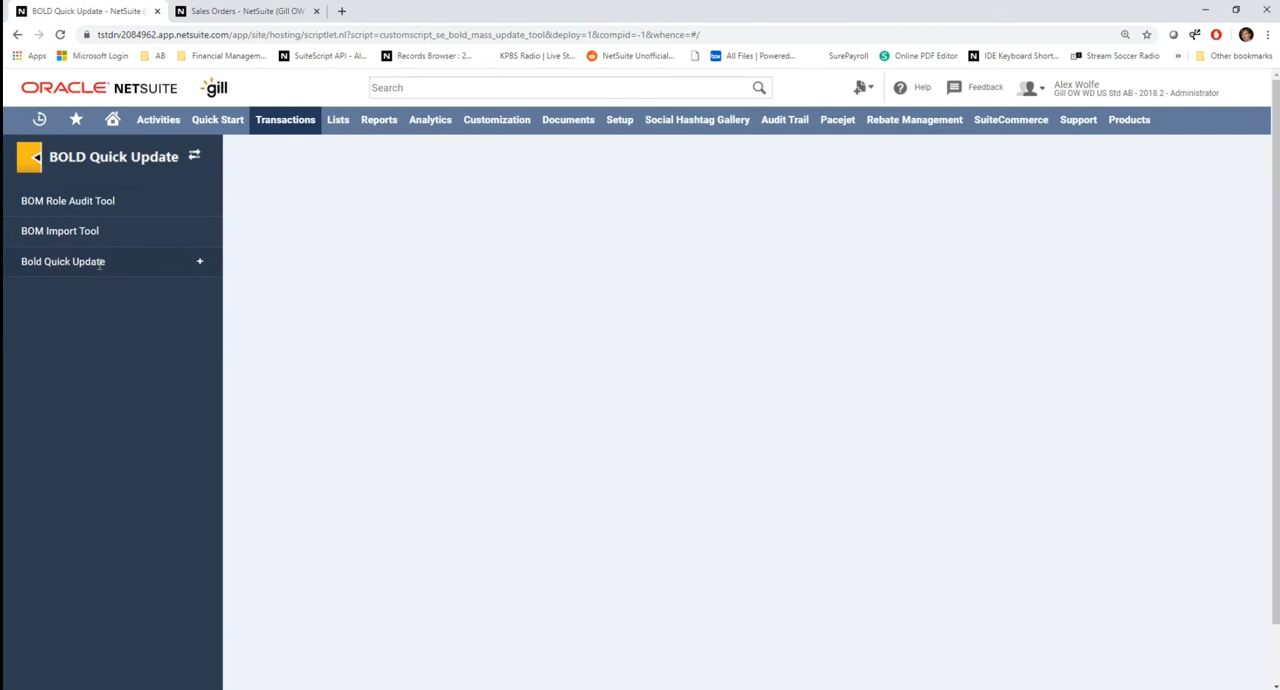 BOLD Quick Update - NetSuite (
Sales Orders - NetSuite (Gill OW
tstdrv2084962.app.netsuite.com/app/site/hosting/scriptlet.nl?script=customscript_se_bold_mass_update_tool&deploy=1&compid=-1&whence=#/
Apps Microsoft Login AB Financial Managem... SuiteScript API - Al... Records Browser : 2... KPBS Radio | Live St... NetSuite Unofficial... All Files | Powered... SurePayroll Online PDF Editor IDE Keyboard Short... Stream Soccer Radio » Other bookmarks
ORACLE NETSUITE gill
Search
Help
Feedback
Alex Wolfe
Gill OW WD US Std AB - 2018.2 - Administrator
Activities Quick Start Transactions Lists Reports Analytics Customization Documents Setup Social Hashtag Gallery Audit Trail Pacejet Rebate Management SuiteCommerce Support Products
BOLD Quick Update
BOM Role Audit Tool
BOM Import Tool
Bold Quick Update +